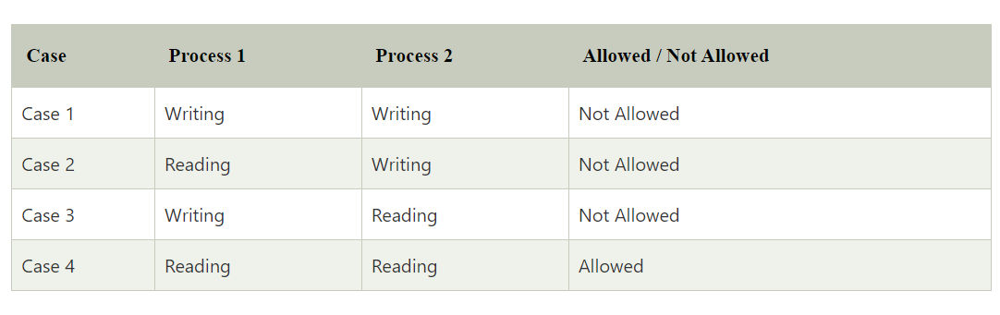 Case Process 1 Process 2 Allowed / Not Allowed
Case 1 Writing Writing Not Allowed
Case 2 Reading Writing Not Allowed
Case 3 Writing Reading Not Allowed
Case 4 Reading Reading Allowed